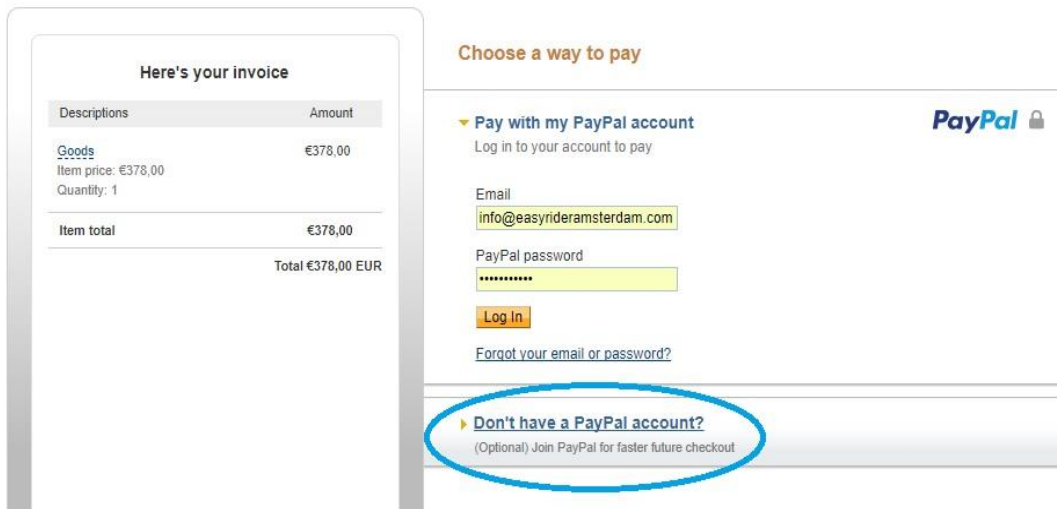 Here's your invoice
Descriptions Amount
Goods €378,00
Item price: €378,00
Quantity: 1
Item total €378,00
Total €378,00 EUR
Choose a way to pay
Pay with my PayPal account PayPal
Log in to your account to pay
Email
info@easyrideramsterdam.com
PayPal password
•••••••••••
Log In
Forgot your email or password?
Don't have a PayPal account?
(Optional) Join PayPal for faster future checkout